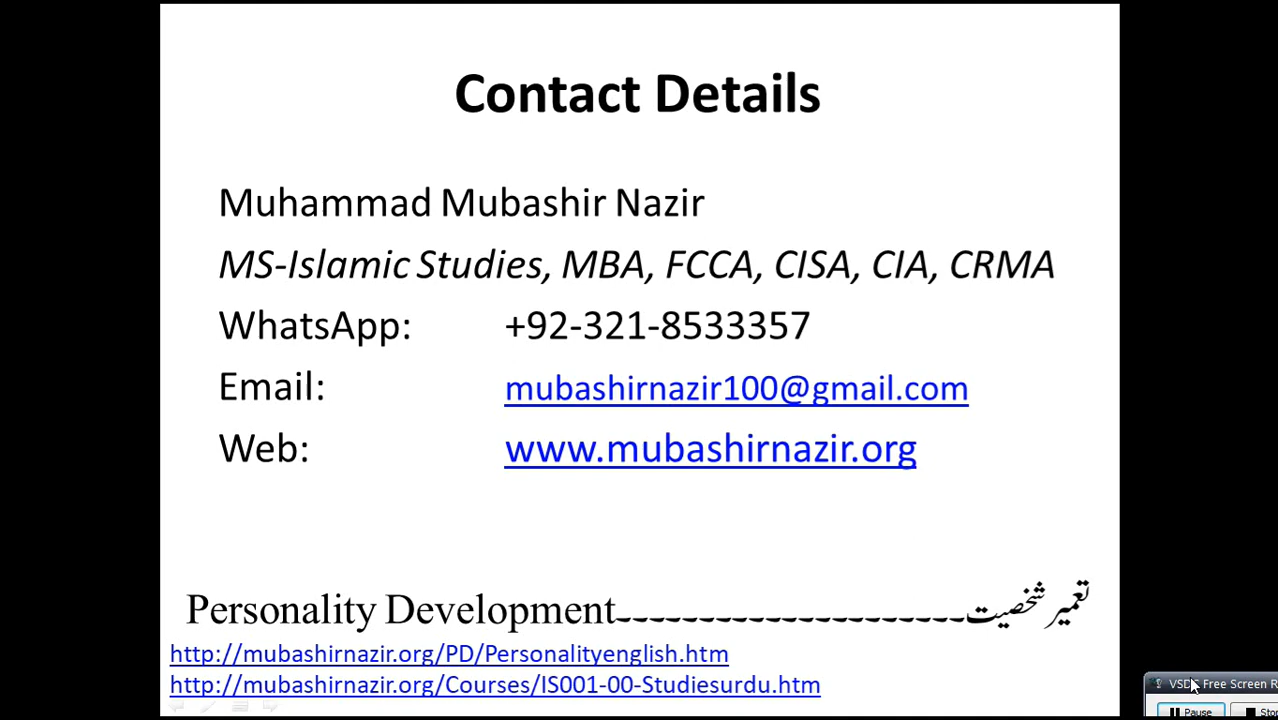 Contact Details
Muhammad Mubashir Nazir
MS-Islamic Studies, MBA, FCCA, CISA, CIA, CRMA
WhatsApp: +92-321-8533357
Email: mubashirnazir100@gmail.com
Web: www.mubashirnazir.org
Personality Development--------------------- تعمیر شخصیت
http://mubashirnazir.org/PD/Personalityenglish.htm
http://mubashirnazir.org/Courses/IS001-00-Studiesurdu.htm
Free Screen R
Pause Sto